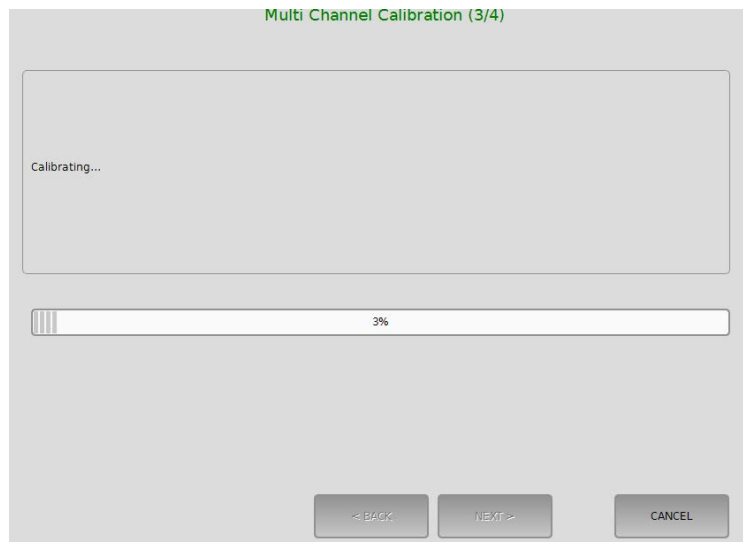 Multi Channel Calibration (3/4)
Calibrating...
3%
< BACK NEXT > CANCEL